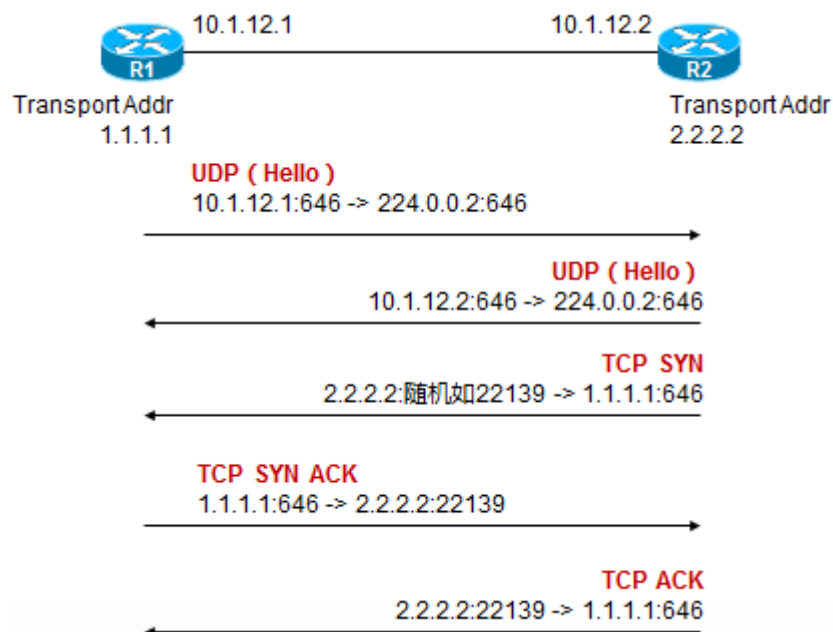 10.1.12.1
10.1.12.2
R1
R2
TransportAddr
1.1.1.1
TransportAddr
2.2.2.2
UDP ( Hello )
10.1.12.1:646 -> 224.0.0.2:646
UDP ( Hello )
10.1.12.2:646 -> 224.0.0.2:646
TCP SYN
2.2.2.2:随机如22139 -> 1.1.1.1:646
TCP SYN ACK
1.1.1.1:646 -> 2.2.2.2:22139
TCP ACK
2.2.2.2:22139 -> 1.1.1.1:646